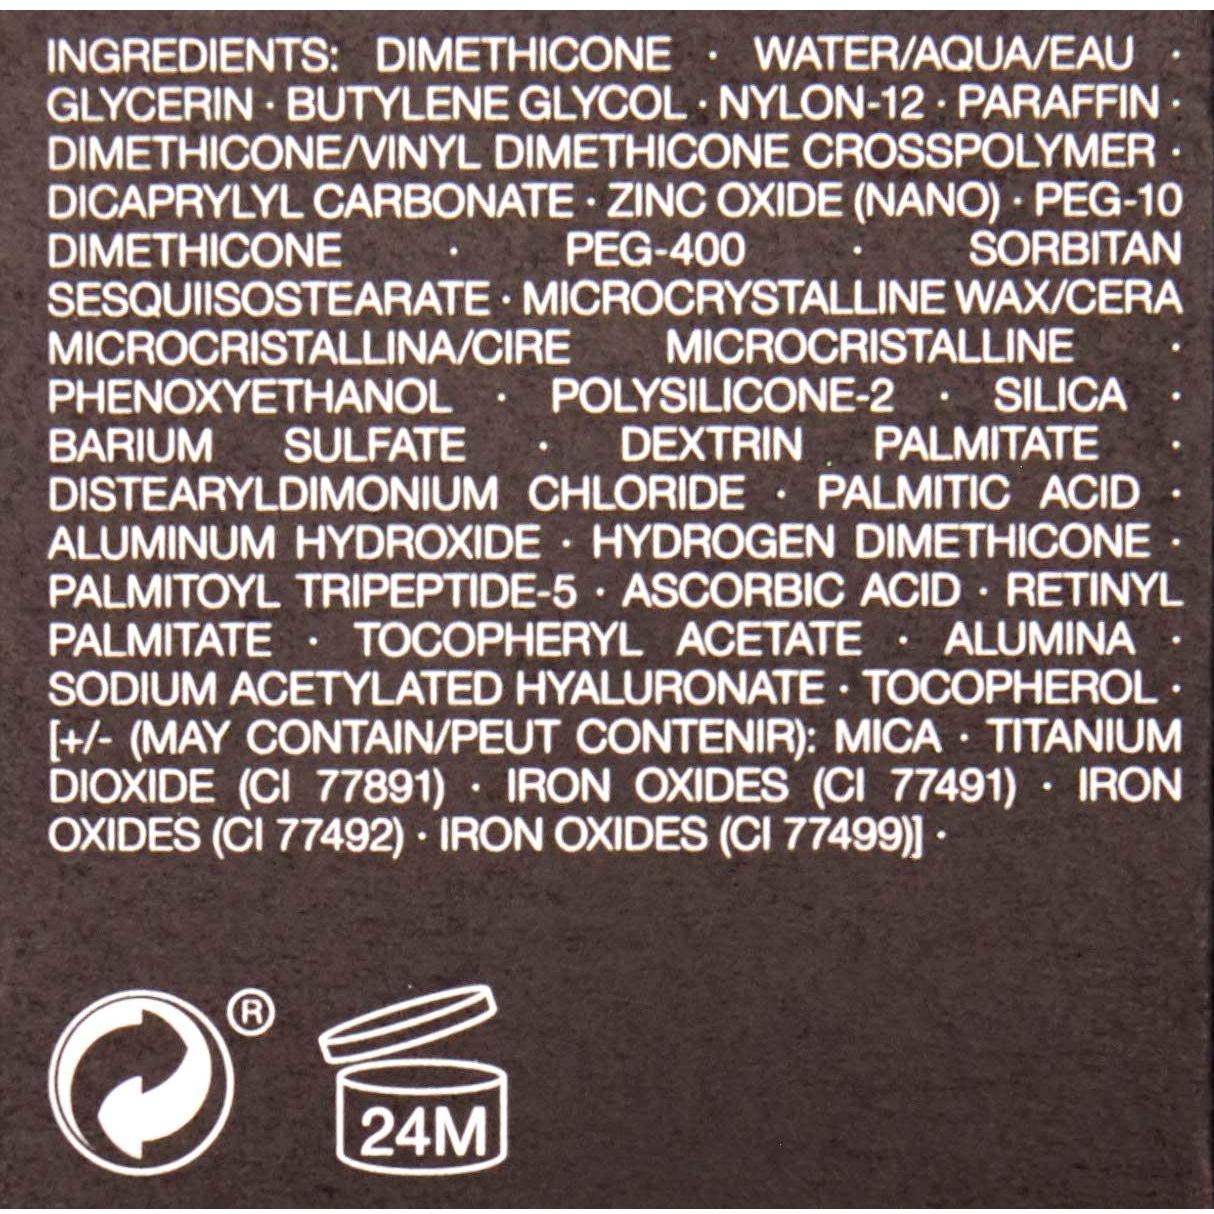 INGREDIENTS: DIMETHICONE · WATER/AQUA/EAU ·
GLYCERIN · BUTYLENE GLYCOL · NYLON-12 · PARAFFIN ·
DIMETHICONE/VINYL DIMETHICONE CROSSPOLYMER ·
DICAPRYLYL CARBONATE · ZINC OXIDE (NANO) · PEG-10
DIMETHICONE · PEG-400 · SORBITAN
SESQUIISOSTEARATE · MICROCRYSTALLINE WAX/CERA
MICROCRISTALLINA/CIRE MICROCRISTALLINE ·
PHENOXYETHANOL · POLYSILICONE-2 · SILICA ·
BARIUM SULFATE · DEXTRIN PALMITATE ·
DISTEARYLDIMONIUM CHLORIDE · PALMITIC ACID ·
ALUMINUM HYDROXIDE · HYDROGEN DIMETHICONE ·
PALMITOYL TRIPEPTIDE-5 · ASCORBIC ACID · RETINYL
PALMITATE · TOCOPHERYL ACETATE · ALUMINA ·
SODIUM ACETYLATED HYALURONATE · TOCOPHEROL ·
[+/- (MAY CONTAIN/PEUT CONTENIR): MICA · TITANIUM
DIOXIDE (CI 77891) · IRON OXIDES (CI 77491) · IRON
OXIDES (CI 77492) · IRON OXIDES (CI 77499)] ·
®
24M